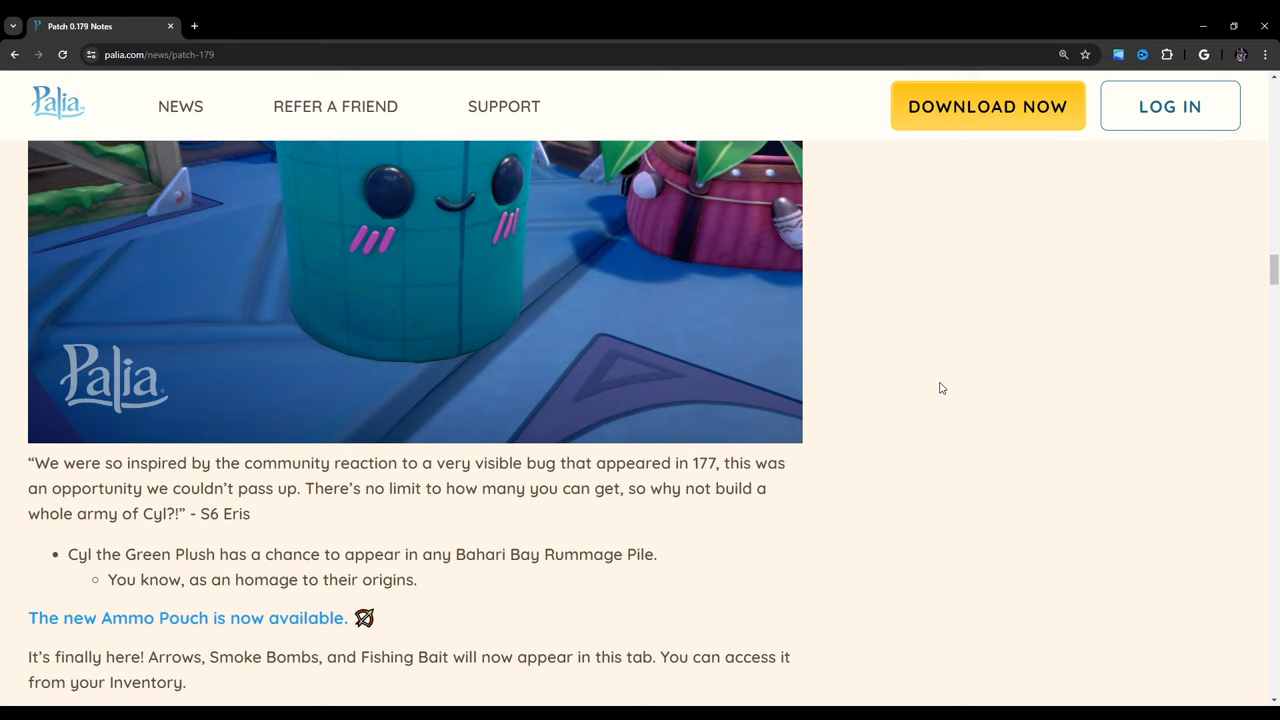 Patch 0.179 Notes
palia.com/news/patch-179
Palia
NEWS
REFER A FRIEND
SUPPORT
DOWNLOAD NOW
LOG IN
Palia
“We were so inspired by the community reaction to a very visible bug that appeared in 177, this was
an opportunity we couldn’t pass up. There’s no limit to how many you can get, so why not build a
whole army of Cyl?!” - S6 Eris
• Cyl the Green Plush has a chance to appear in any Bahari Bay Rummage Pile.
◦ You know, as an homage to their origins.
The new Ammo Pouch is now available.
It’s finally here! Arrows, Smoke Bombs, and Fishing Bait will now appear in this tab. You can access it
from your Inventory.